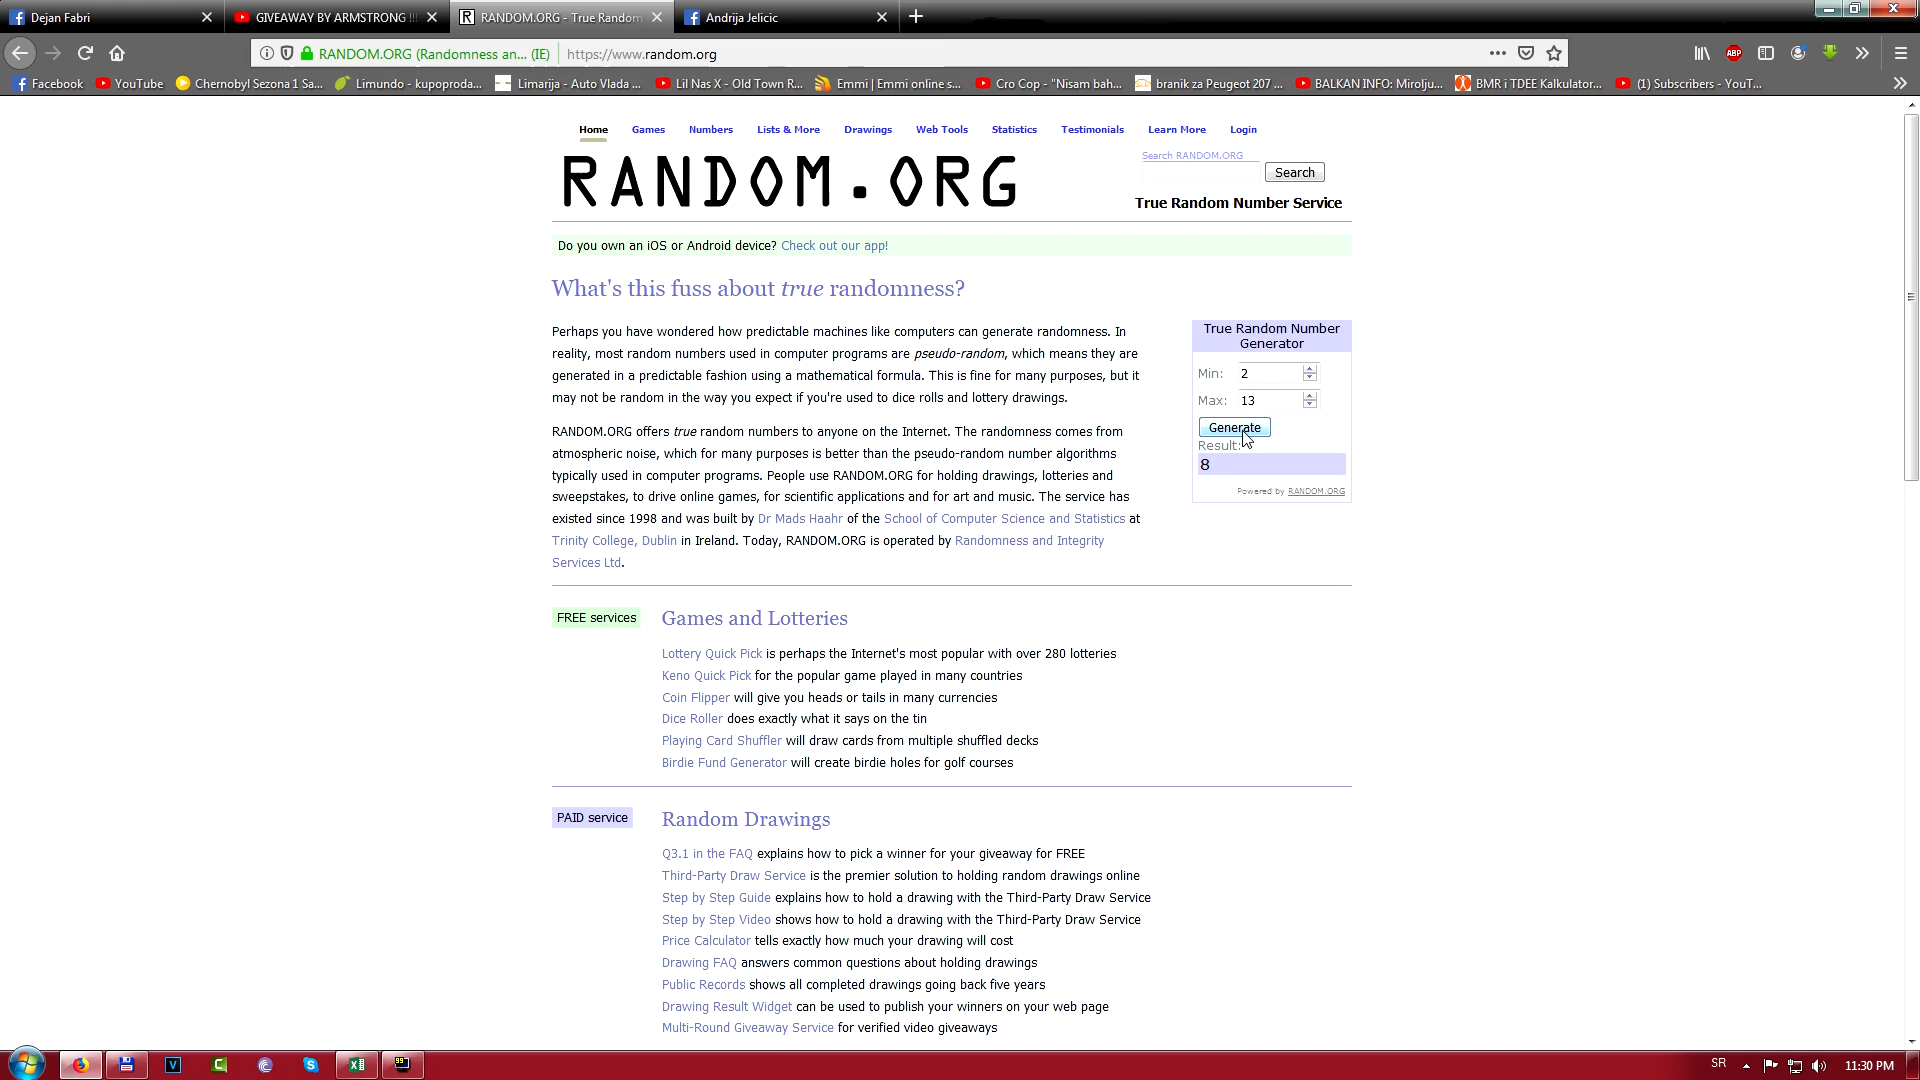 Dejan Fabri
GIVEAWAY BY ARMSTRONG !!!
RANDOM.ORG - True Random
Andrija Jelicic
RANDOM.ORG (Randomness an... (IE)
https://www.random.org
Facebook
YouTube
Chernobyl Sezona 1 Sa...
Limundo - kupoproda...
Limarija - Auto Vlada ...
Lil Nas X - Old Town R...
Emmi | Emmi online s...
Cro Cop - "Nisam bah...
branik za Peugeot 207 ...
BALKAN INFO: Mirolju...
BMR i TDEE Kalkulator...
(1) Subscribers - YouT...
Home Games Numbers Lists & More Drawings Web Tools Statistics Testimonials Learn More Login
RANDOM.ORG
Search RANDOM.ORG
Search
True Random Number Service
Do you own an iOS or Android device? Check out our app!
What's this fuss about true randomness?
Perhaps you have wondered how predictable machines like computers can generate randomness. In
reality, most random numbers used in computer programs are pseudo-random, which means they are
generated in a predictable fashion using a mathematical formula. This is fine for many purposes, but it
may not be random in the way you expect if you're used to dice rolls and lottery drawings.
RANDOM.ORG offers true random numbers to anyone on the Internet. The randomness comes from
atmospheric noise, which for many purposes is better than the pseudo-random number algorithms
typically used in computer programs. People use RANDOM.ORG for holding drawings, lotteries and
sweepstakes, to drive online games, for scientific applications and for art and music. The service has
existed since 1998 and was built by Dr Mads Haahr of the School of Computer Science and Statistics at
Trinity College, Dublin in Ireland. Today, RANDOM.ORG is operated by Randomness and Integrity
Services Ltd.
True Random Number
Generator
Min: 2
Max: 13
Generate
Result:
8
Powered by RANDOM.ORG
FREE services
Games and Lotteries
Lottery Quick Pick is perhaps the Internet's most popular with over 280 lotteries
Keno Quick Pick for the popular game played in many countries
Coin Flipper will give you heads or tails in many currencies
Dice Roller does exactly what it says on the tin
Playing Card Shuffler will draw cards from multiple shuffled decks
Birdie Fund Generator will create birdie holes for golf courses
PAID service
Random Drawings
Q3.1 in the FAQ explains how to pick a winner for your giveaway for FREE
Third-Party Draw Service is the premier solution to holding random drawings online
Step by Step Guide explains how to hold a drawing with the Third-Party Draw Service
Step by Step Video shows how to hold a drawing with the Third-Party Draw Service
Price Calculator tells exactly how much your drawing will cost
Drawing FAQ answers common questions about holding drawings
Public Records shows all completed drawings going back five years
Drawing Result Widget can be used to publish your winners on your web page
Multi-Round Giveaway Service for verified video giveaways
SR
11:30 PM